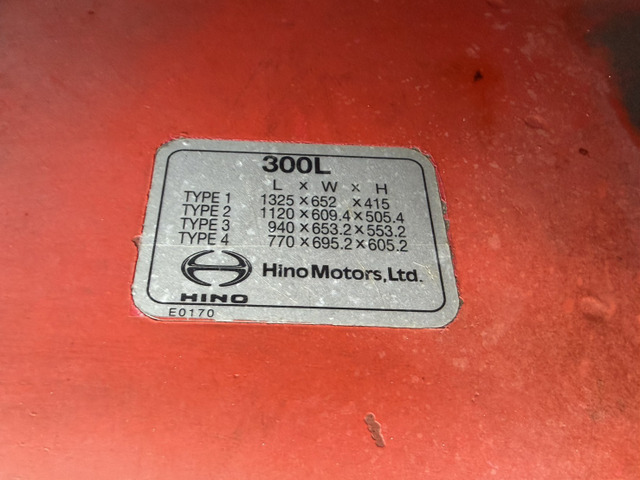 300L
L × W × H
TYPE 1 1325 × 652 × 415
TYPE 2 1120 × 609.4 × 505.4
TYPE 3 940 × 653.2 × 553.2
TYPE 4 770 × 695.2 × 605.2
Hino Motors, Ltd.
HINO
E0170